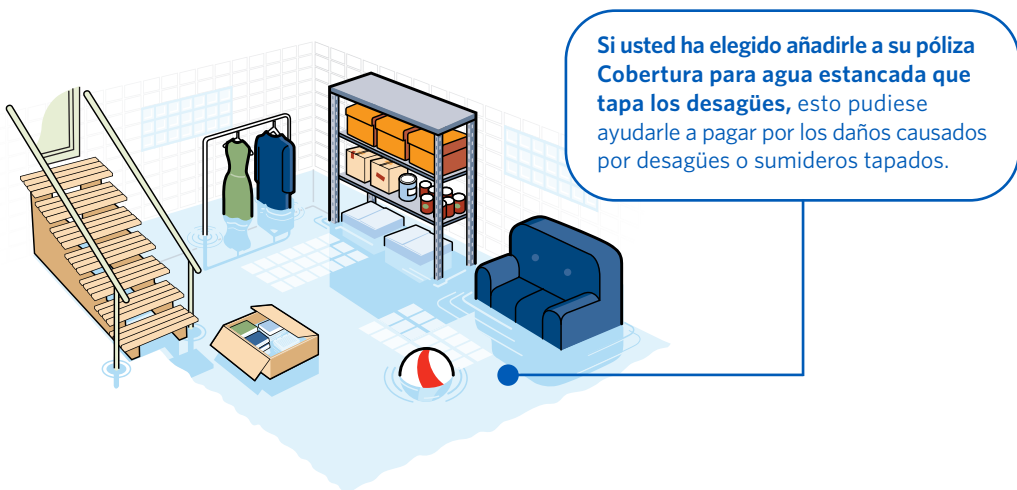 Si usted ha elegido añadirle a su póliza
Cobertura para agua estancada que
tapa los desagües, esto pudiese
ayudarle a pagar por los daños causados
por desagües o sumideros tapados.